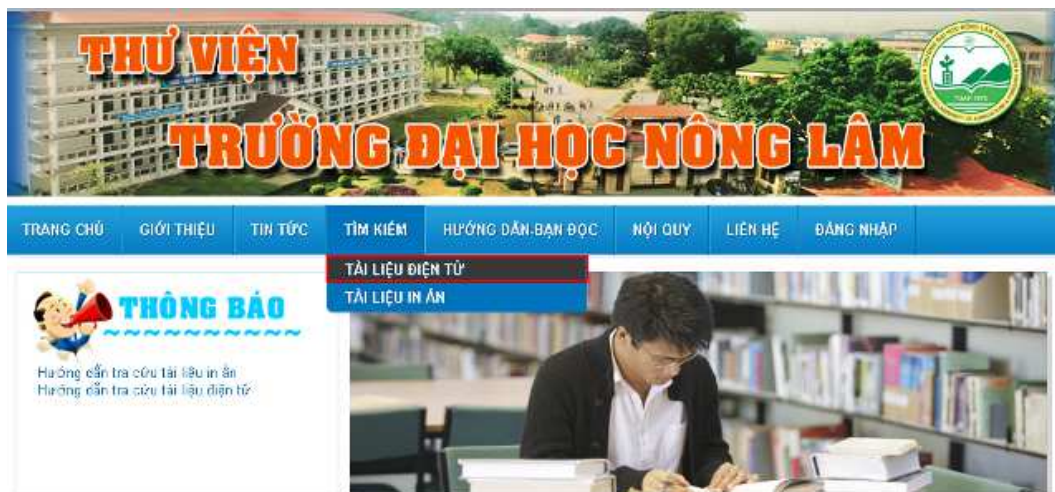 THƯ VIỆN
TRƯỜNG ĐẠI HỌC NÔNG LÂM
TRANG CHỦ GIỚI THIỆU TIN TỨC TÌM KIẾM HƯỚNG DẪN-BẠN ĐỌC NỘI QUY LIÊN HỆ ĐĂNG NHẬP
TÀI LIỆU ĐIỆN TỬ
TÀI LIỆU IN ẤN
THÔNG BÁO
Hướng dẫn tra cứu tài liệu in ấn
Hướng dẫn tra cứu tài liệu điện tử